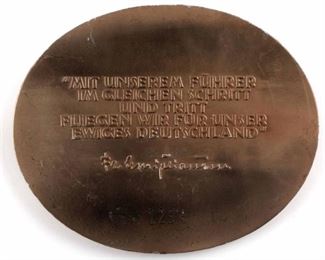 "MIT UNSEREM FÜHRER
IM GLEICHEN SCHRITT
UND TRITT
FLIEGEN WIR FÜR UNSER
EWIGES DEUTSCHLAND"